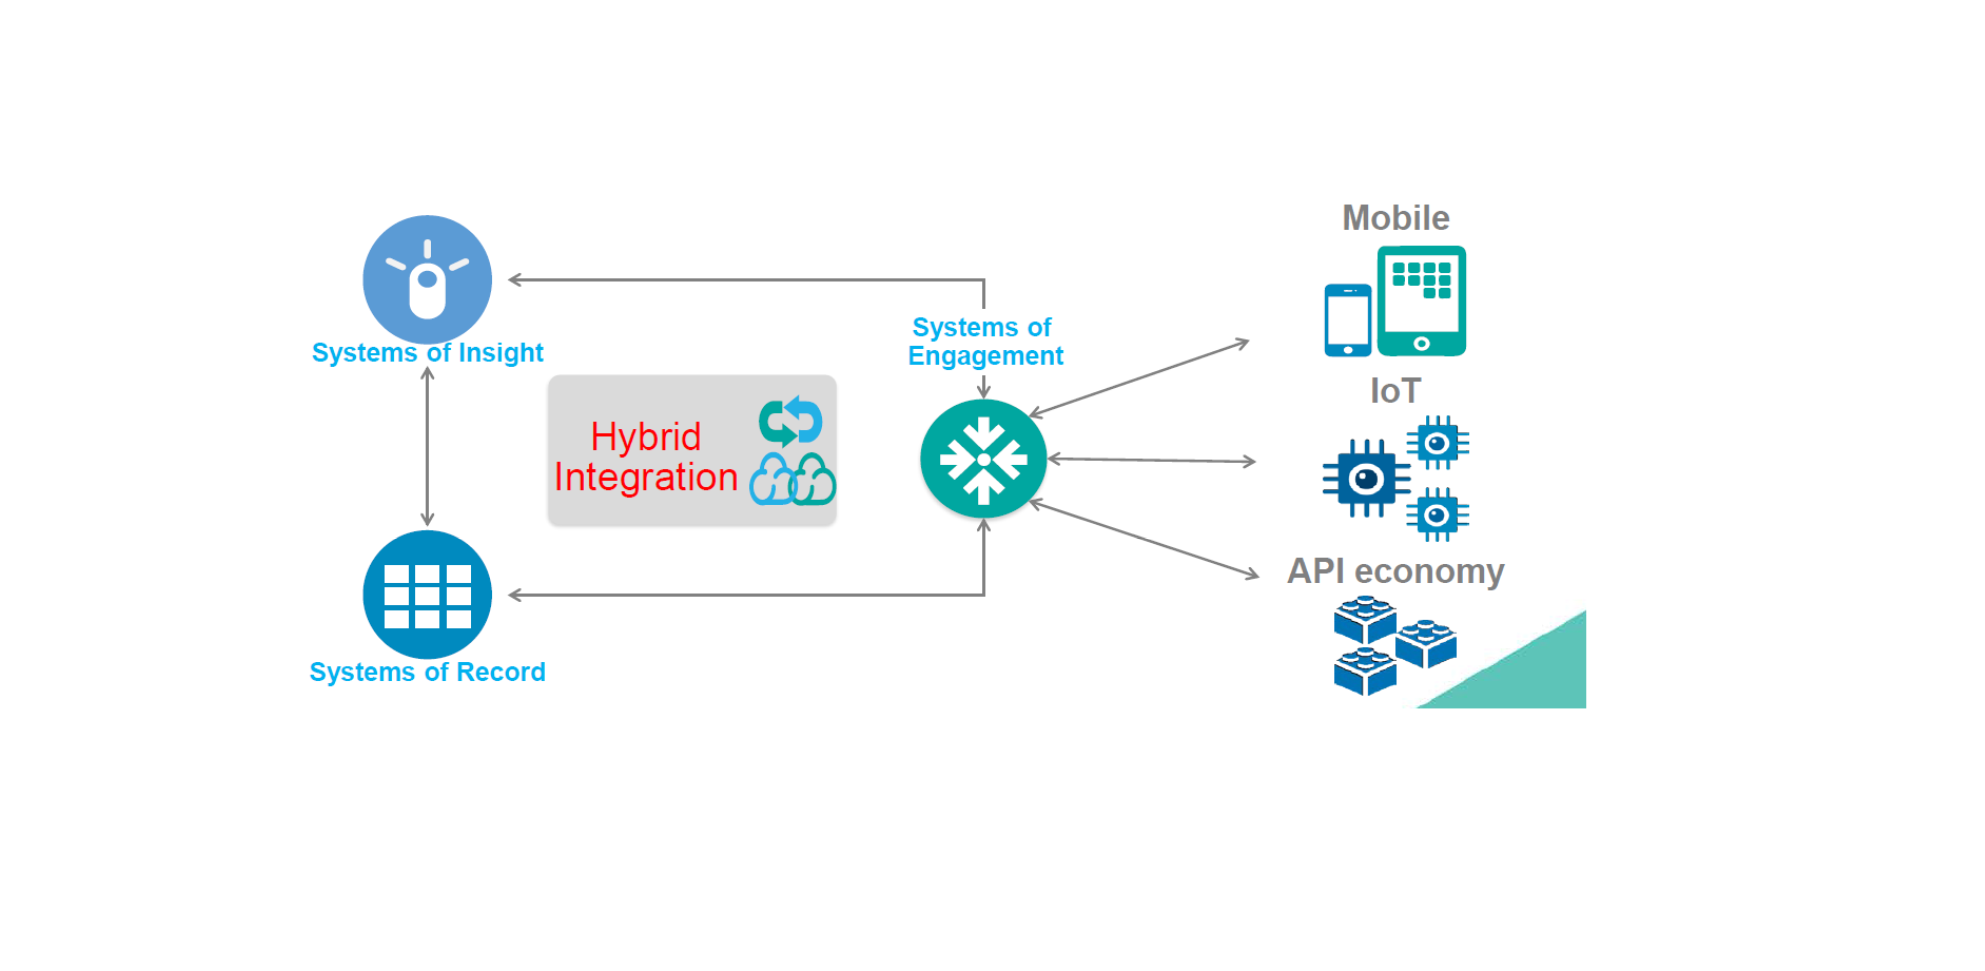 Mobile
Systems of
Engagement
Systems of Insight
IoT
Hybrid
Integration
API economy
Systems of Record